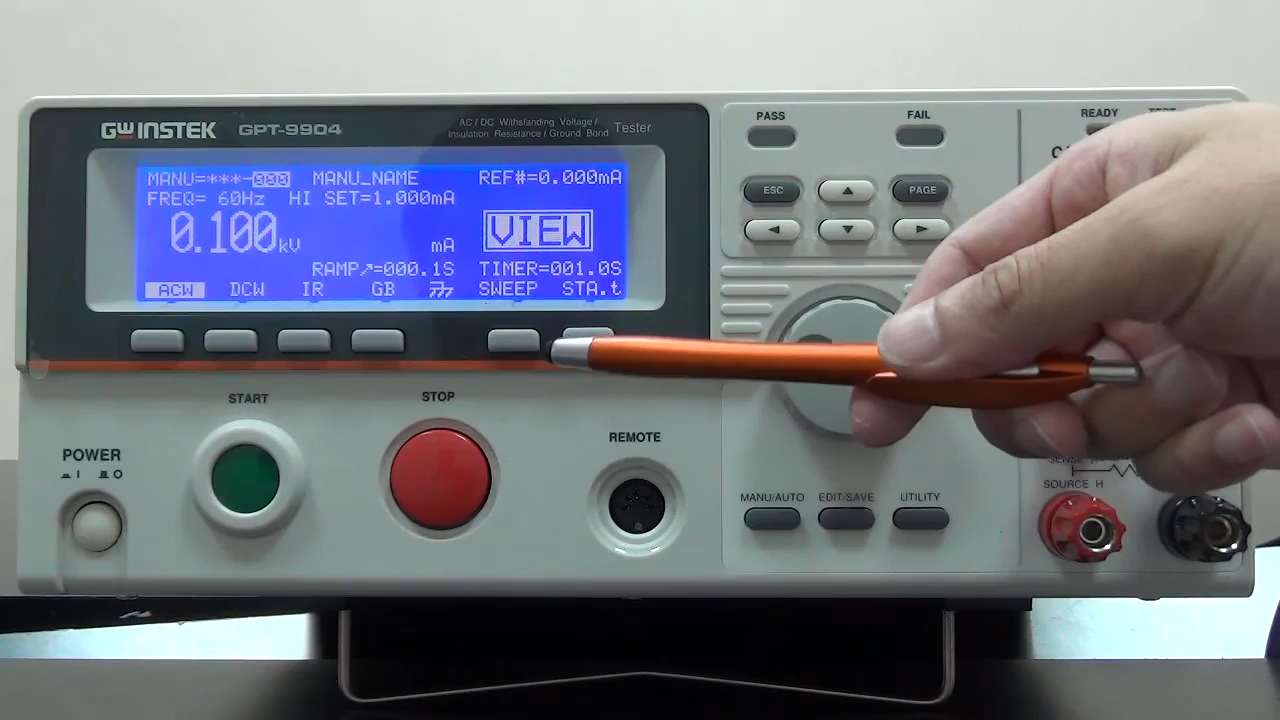 GWINSTEK GPT-9904
AC / DC Withstanding Voltage /
Insulation Resistance / Ground Bond Tester
MANU=***-000 MANU_NAME REF#=0.000mA
FREQ= 60Hz HI SET=1.000mA
0.100kV mA VIEW
RAMP↗=000.1S TIMER=001.0S
ACW DCW IR GB SWEEP STA.t
PASS FAIL READY
ESC ▲ PAGE
◄ ▼ ►
START STOP
POWER
I O
REMOTE
MANU/AUTO EDIT/SAVE UTILITY
SOURCE H